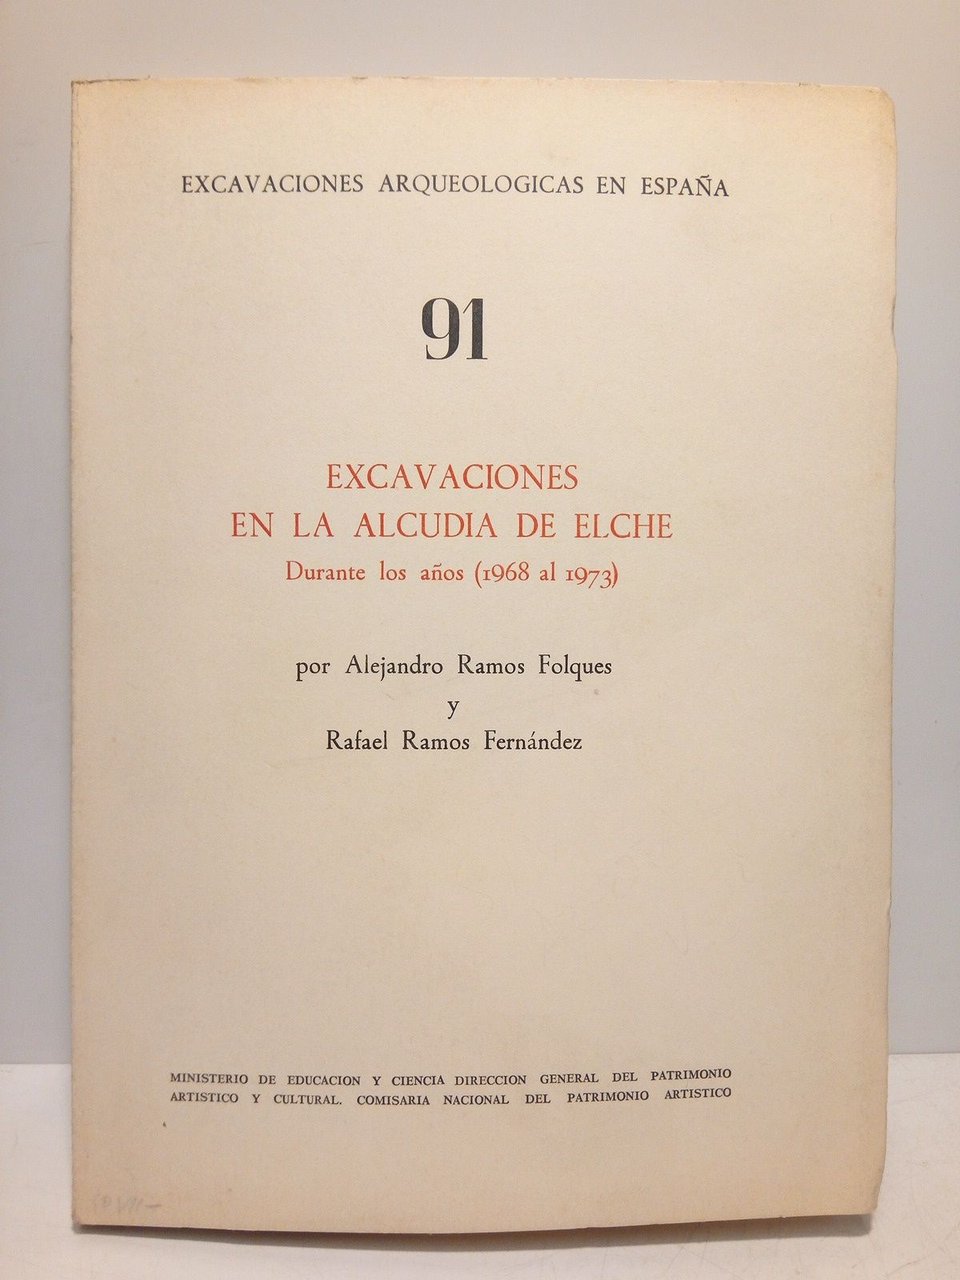 EXCAVACIONES ARQUEOLOGICAS EN ESPAÑA
91
EXCAVACIONES
EN LA ALCUDIA DE ELCHE
Durante los años (1968 al 1973)
por Alejandro Ramos Folques
y
Rafael Ramos Fernández
MINISTERIO DE EDUCACION Y CIENCIA DIRECCION GENERAL DEL PATRIMONIO
ARTISTICO Y CULTURAL. COMISARIA NACIONAL DEL PATRIMONIO ARTISTICO